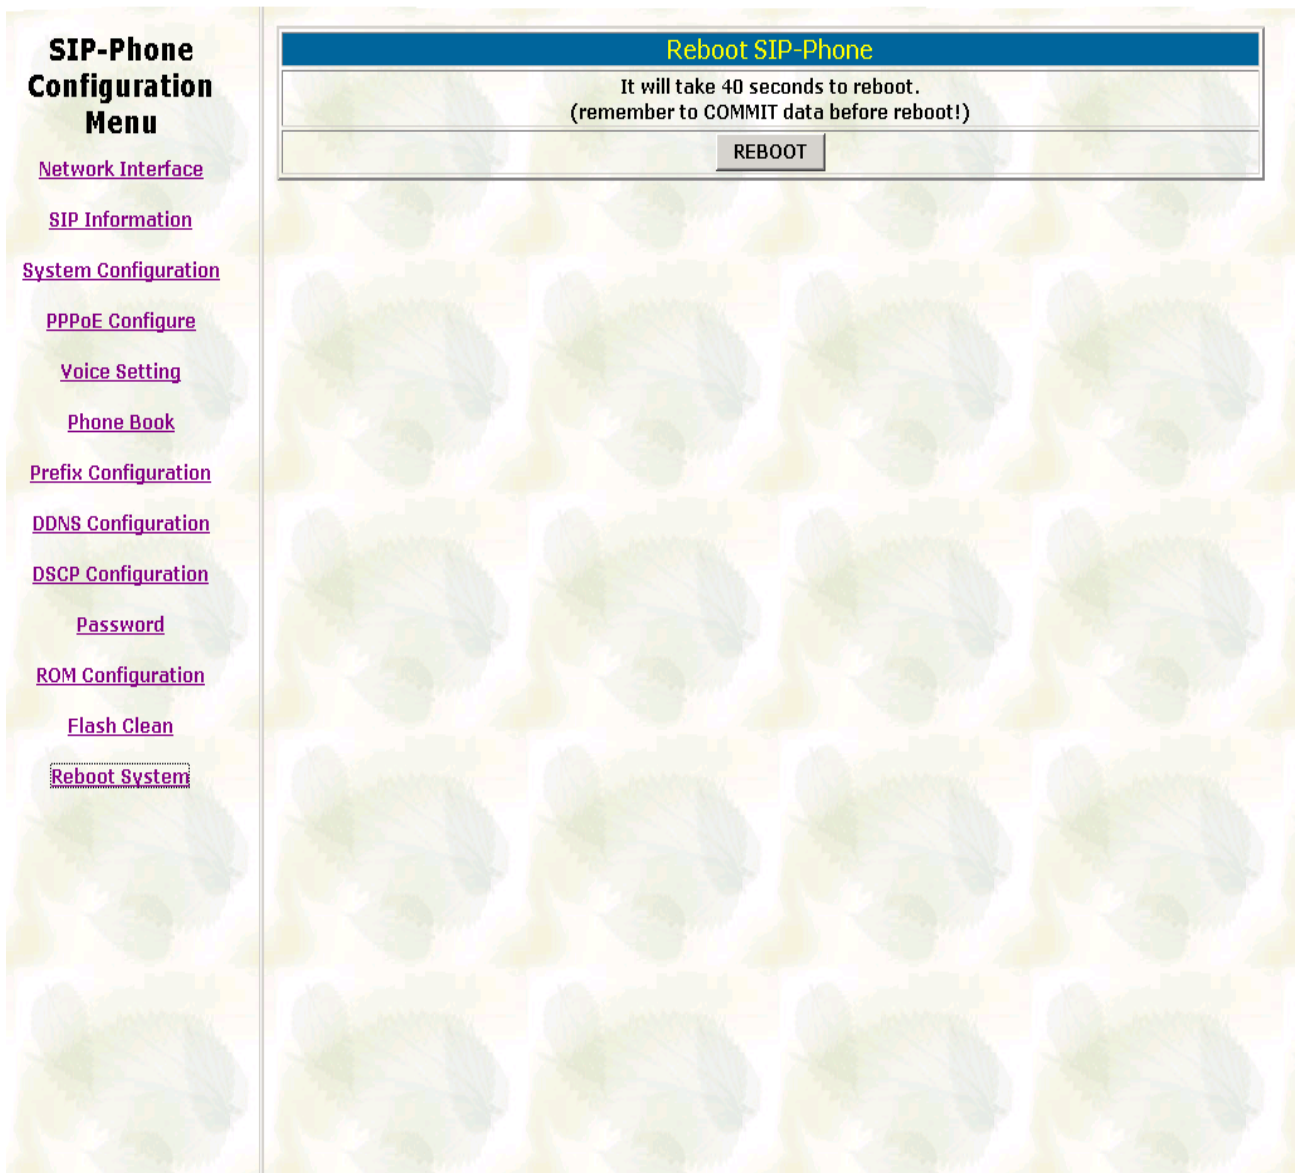 SIP-Phone
Configuration
Menu
Network Interface
SIP Information
System Configuration
PPPoE Configure
Voice Setting
Phone Book
Prefix Configuration
DDNS Configuration
DSCP Configuration
Password
ROM Configuration
Flash Clean
Reboot System
Reboot SIP-Phone
It will take 40 seconds to reboot.
(remember to COMMIT data before reboot!)
REBOOT